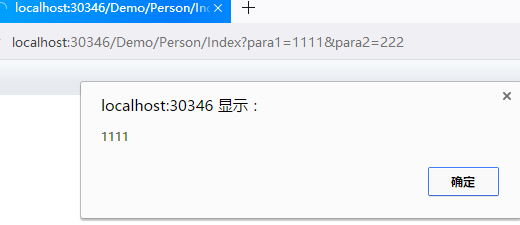 localhost:30346/Demo/Person/Inc
localhost:30346/Demo/Person/Index?para1=1111&para2=222
localhost:30346 显示：
1111
确定